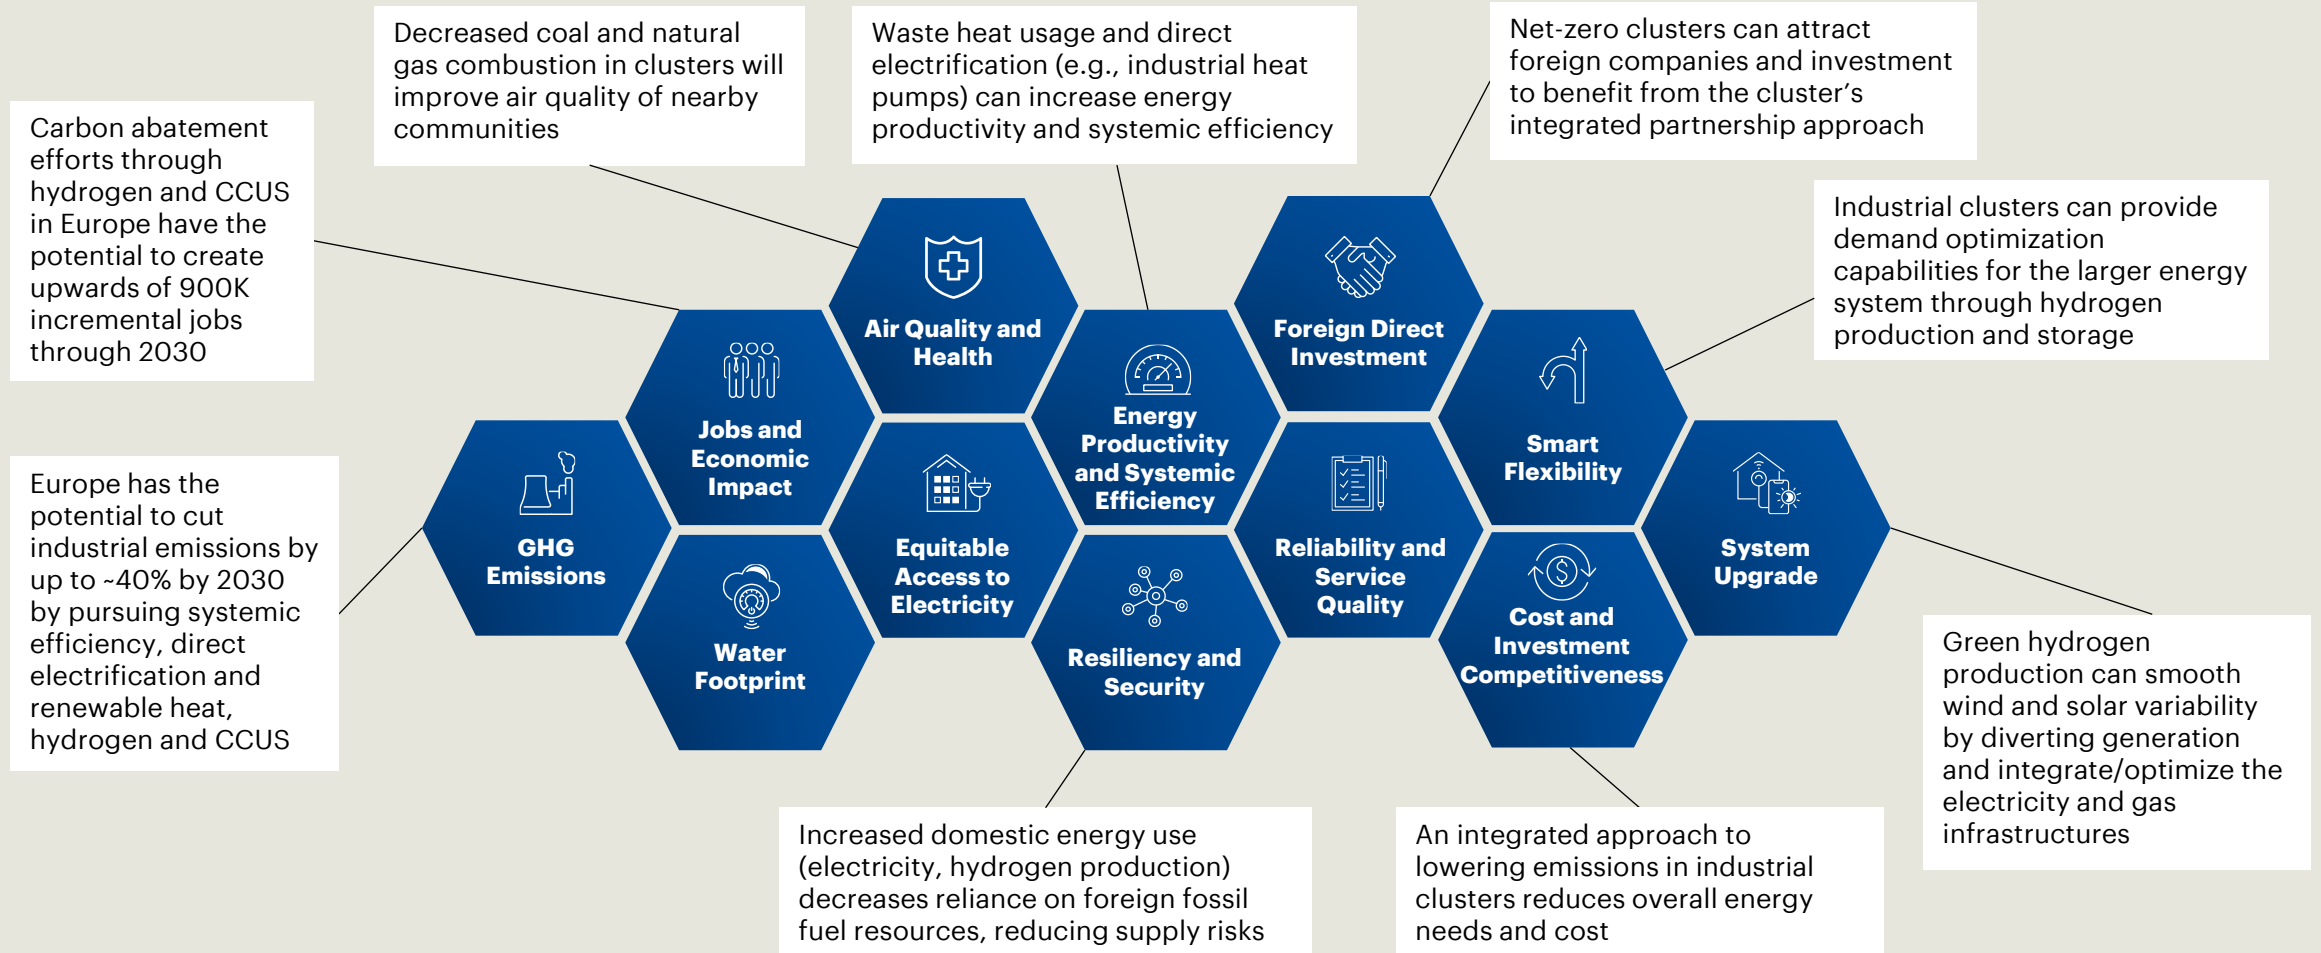 Decreased coal and natural
gas combustion in clusters will
improve air quality of nearby
communities
Waste heat usage and direct
electrification (e.g., industrial heat
pumps) can increase energy
productivity and systemic efficiency
Net-zero clusters can attract
foreign companies and investment
to benefit from the cluster’s
integrated partnership approach
Carbon abatement
efforts through
hydrogen and CCUS
in Europe have the
potential to create
upwards of 900K
incremental jobs
through 2030
Industrial clusters can provide
demand optimization
capabilities for the larger energy
system through hydrogen
production and storage
Air Quality and
Health
Foreign Direct
Investment
Jobs and
Economic
Impact
Energy
Productivity
and Systemic
Efficiency
Smart
Flexibility
GHG
Emissions
Equitable
Access to
Electricity
Reliability and
Service
Quality
System
Upgrade
Water
Footprint
Resiliency and
Security
Cost and
Investment
Competitiveness
Europe has the
potential to cut
industrial emissions by
up to ~40% by 2030
by pursuing systemic
efficiency, direct
electrification and
renewable heat,
hydrogen and CCUS
Green hydrogen
production can smooth
wind and solar variability
by diverting generation
and integrate/optimize the
electricity and gas
infrastructures
Increased domestic energy use
(electricity, hydrogen production)
decreases reliance on foreign fossil
fuel resources, reducing supply risks
An integrated approach to
lowering emissions in industrial
clusters reduces overall energy
needs and cost